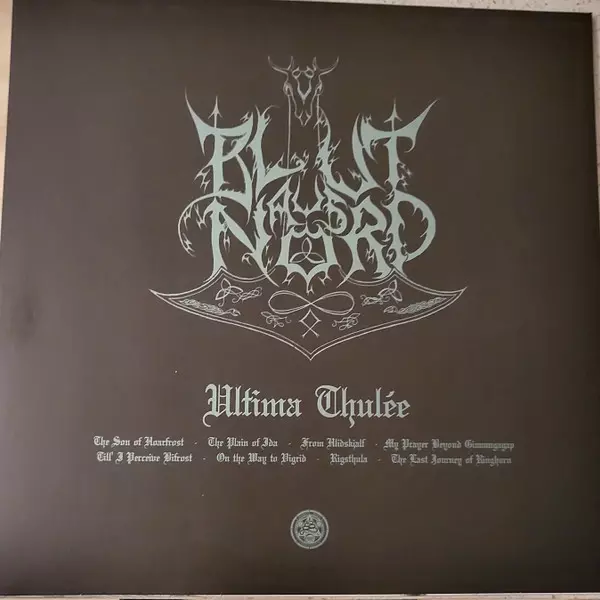 BLUT
AUS
NORD
Ultima Thulée
The Son of Hoarfrost - The Plain of Ida - From Hlidskjalf - My Prayer Beyond Ginnungagap
Till' I Perceive Bifrost - On the Way to Vigrid - Rigsthula - The Last Journey of Ringhorn